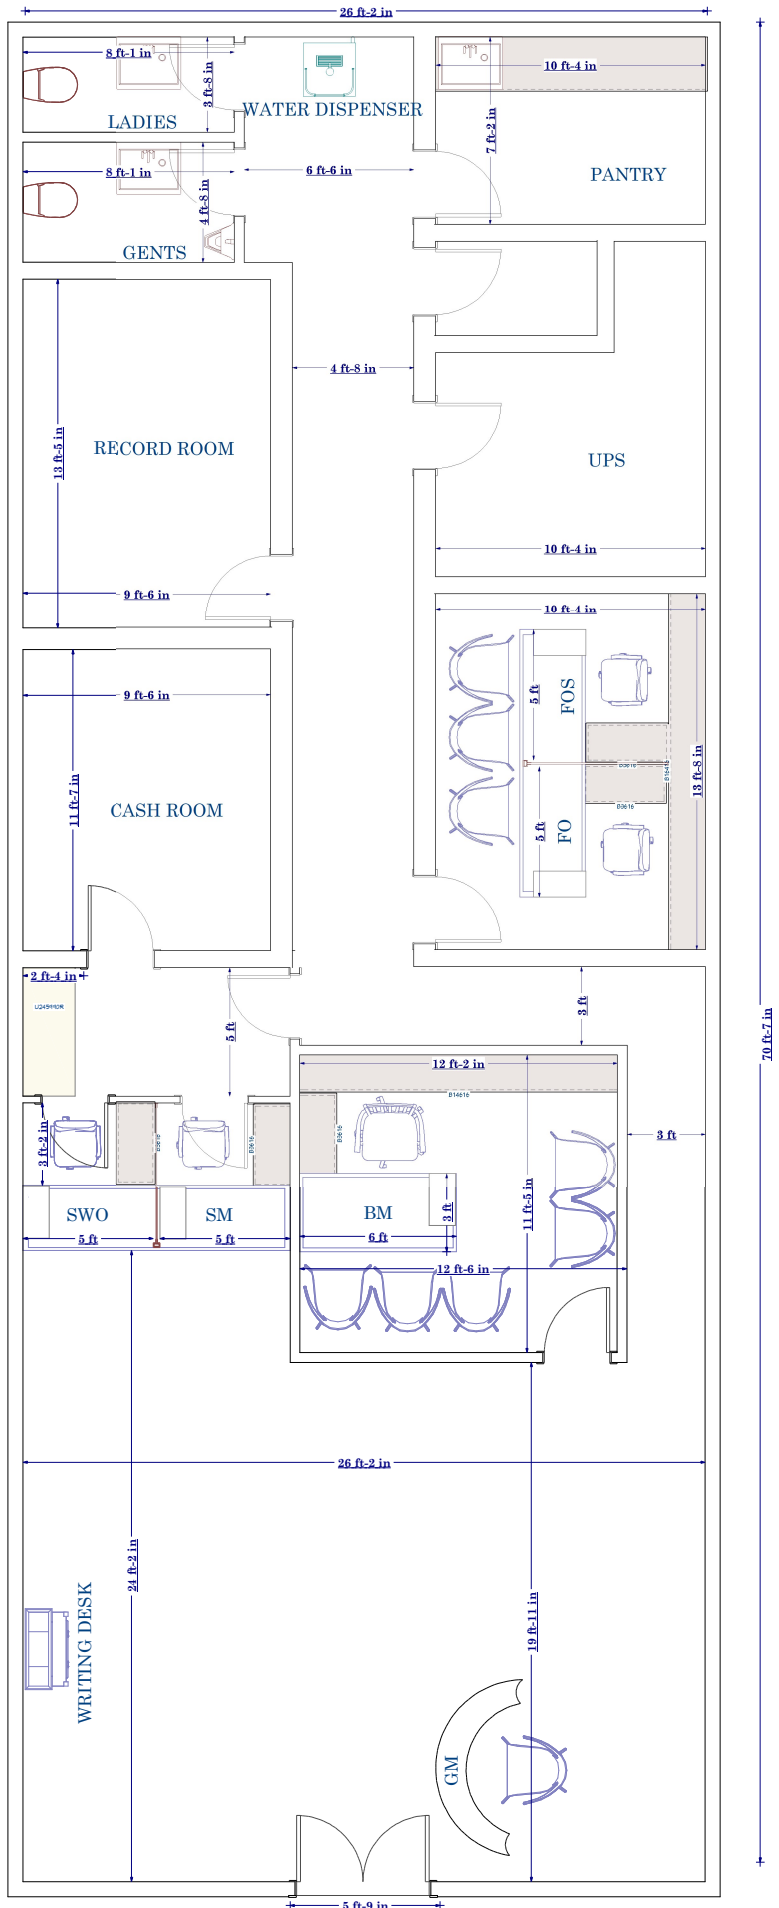 26 ft-2 in
8 ft-1 in
3 ft-8 in
LADIES
WATER DISPENSER
10 ft-4 in
7 ft-2 in
PANTRY
8 ft-1 in
4 ft-8 in
GENTS
6 ft-6 in
4 ft-8 in
RECORD ROOM
13 ft-5 in
9 ft-6 in
UPS
10 ft-4 in
10 ft-4 in
9 ft-6 in
11 ft-7 in
CASH ROOM
5 ft
FOS
B3616
B16416
B3616
13 ft-8 in
5 ft
FO
2 ft-4 in
5 ft
3 ft
70 ft-7 in
12 ft-2 in
B14616
3 ft-2 in
B3616
B3616
B3616
3 ft
11 ft-5 in
SWO
SM
BM
3 ft
5 ft
5 ft
6 ft
12 ft-6 in
26 ft-2 in
24 ft-2 in
19 ft-11 in
WRITING DESK
GM
5 ft-9 in